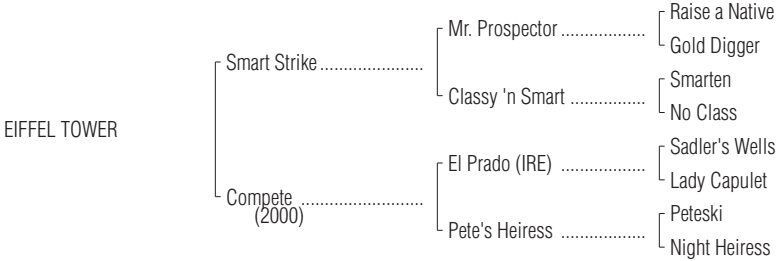 Raise a Native
Mr. Prospector ..................
Gold Digger
Smart Strike ......................
Smarten
Classy 'n Smart ................
No Class
EIFFEL TOWER
Sadler's Wells
El Prado (IRE) ..................
Lady Capulet
Compete ..........................
(2000)
Peteski
Pete's Heiress ..................
Night Heiress